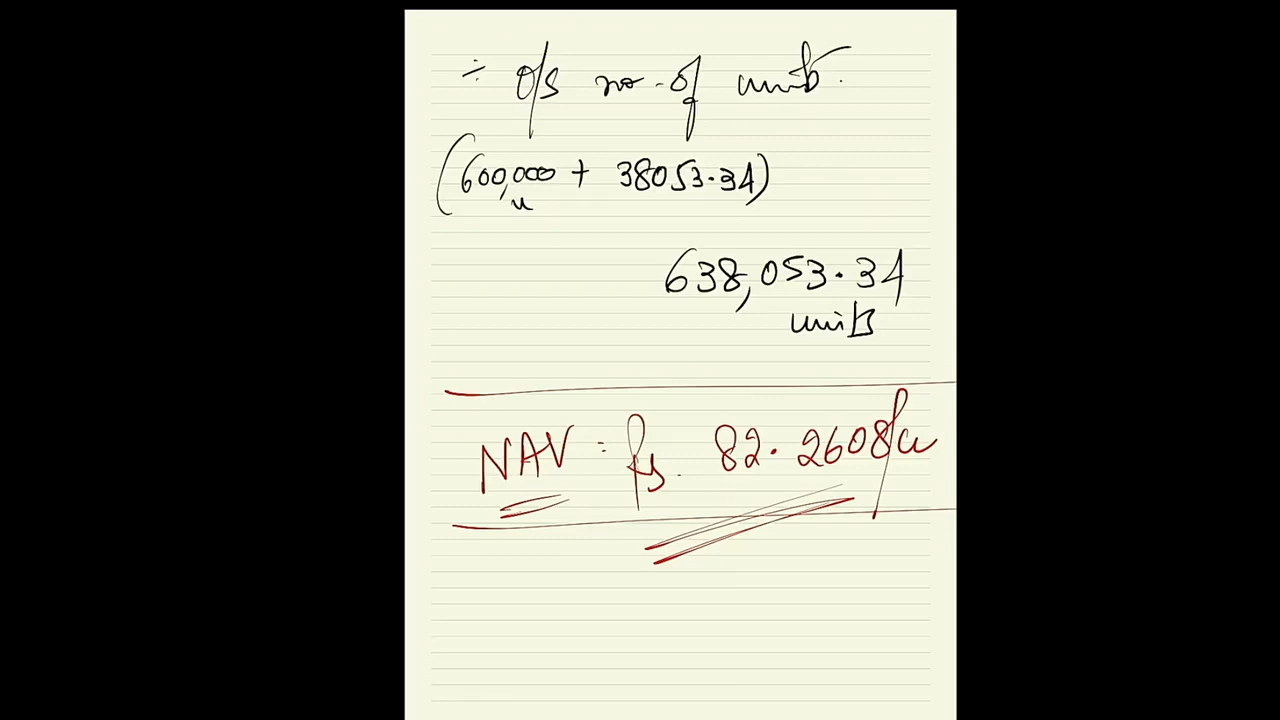 ÷ o/s no. of units.
(600,000 + 38053.34)
u
638,053.34
units
NAV : Rs. 82.2608/u